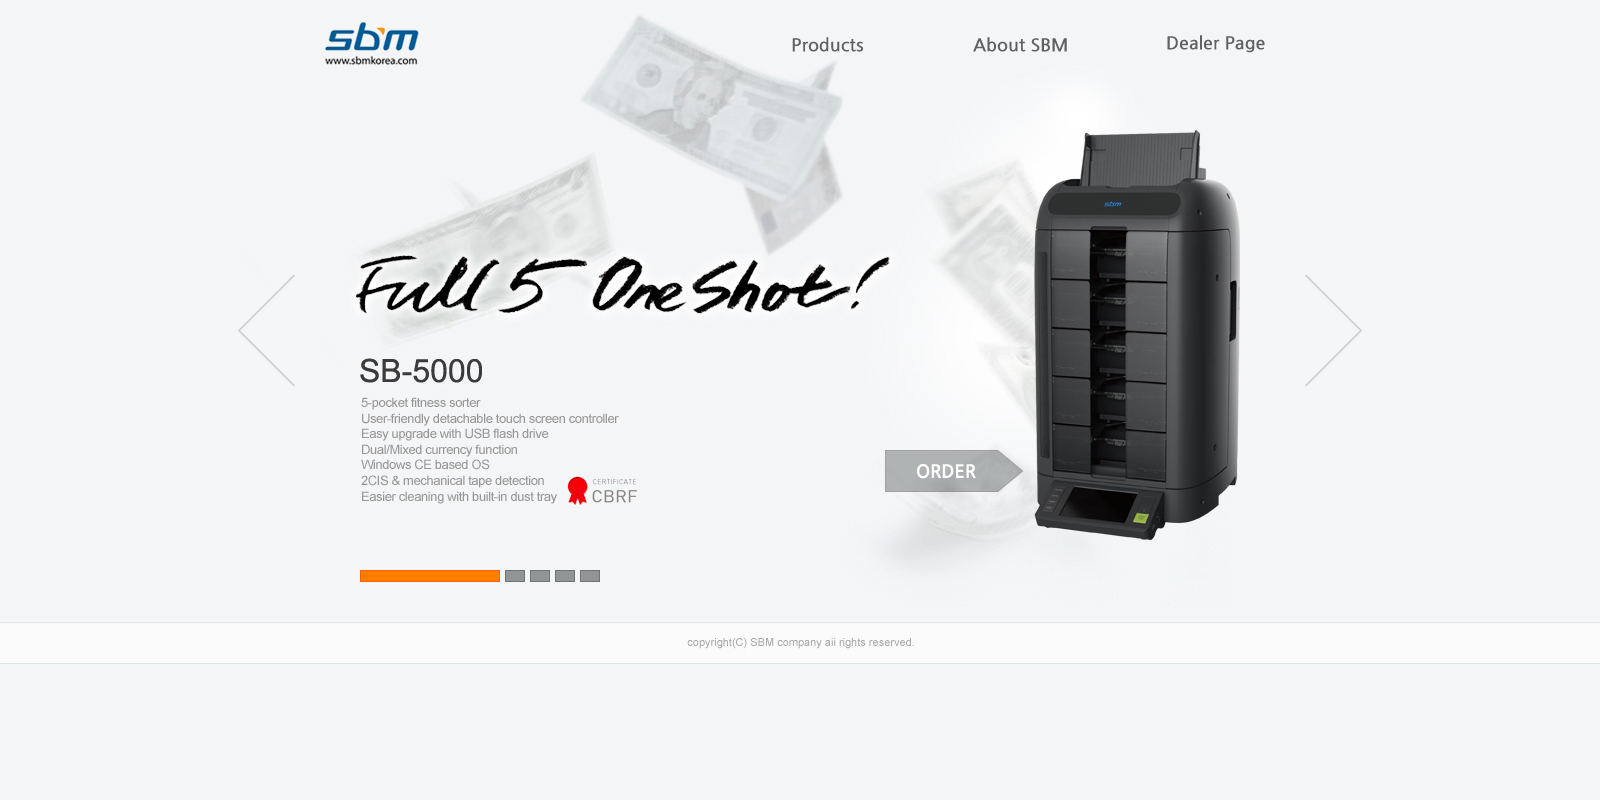 sbm
www.sbmkorea.com
Products
About SBM
Dealer Page
sbm
Full 5 OneShot!
SB-5000
5-pocket fitness sorter
User-friendly detachable touch screen controller
Easy upgrade with USB flash drive
Dual/Mixed currency function
Windows CE based OS
2CIS & mechanical tape detection
Easier cleaning with built-in dust tray
CERTIFICATE
CBRF
ORDER
copyright(C) SBM company aii rights reserved.